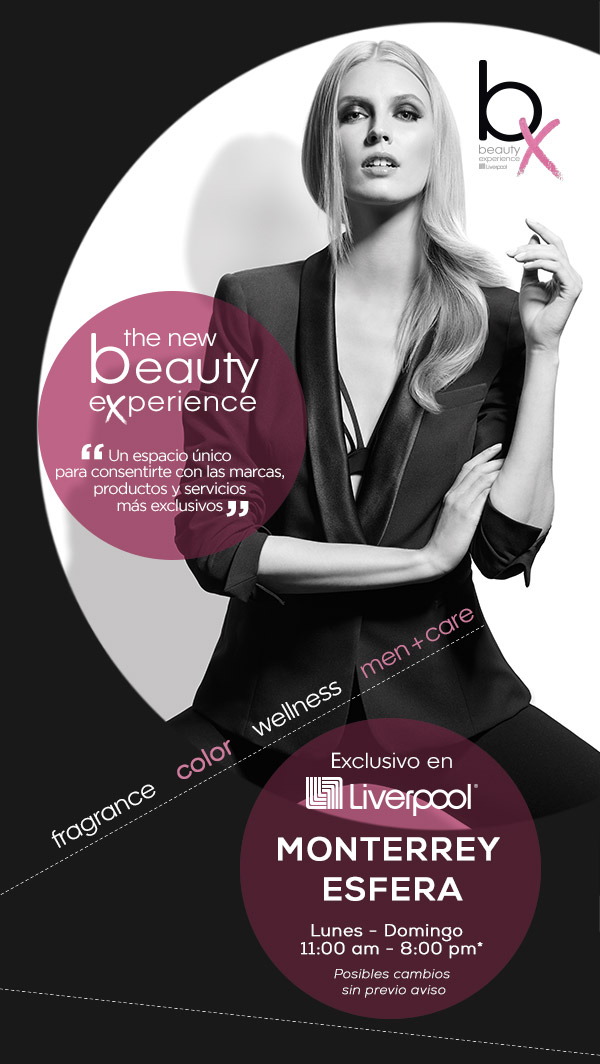 bx
beauty
experience
Liverpool
the new
beauty
experience
“ Un espacio único
para consentirte con las marcas,
productos y servicios
más exclusivos ”
fragrance color wellness men+care
Exclusivo en
Liverpool®
MONTERREY
ESFERA
Lunes - Domingo
11:00 am - 8:00 pm*
Posibles cambios
sin previo aviso